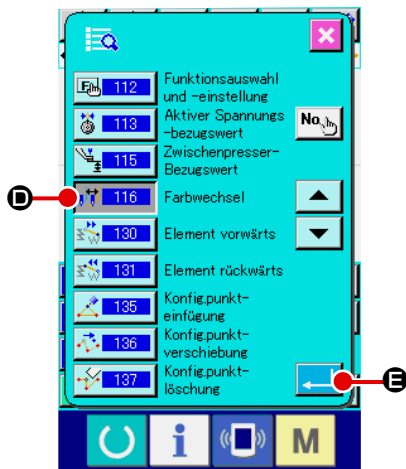 112 Funktionsauswahl
und -einstellung
113 Aktiver Spannungs
-bezugswert
No.
115 Zwischenpresser-
Bezugswert
D
116 Farbwechsel
130 Element vorwärts
131 Element rückwärts
135 Konfig.punkt-
einfügung
136 Konfig.punkt-
verschiebung
137 Konfig.punkt-
löschung
E
i
M